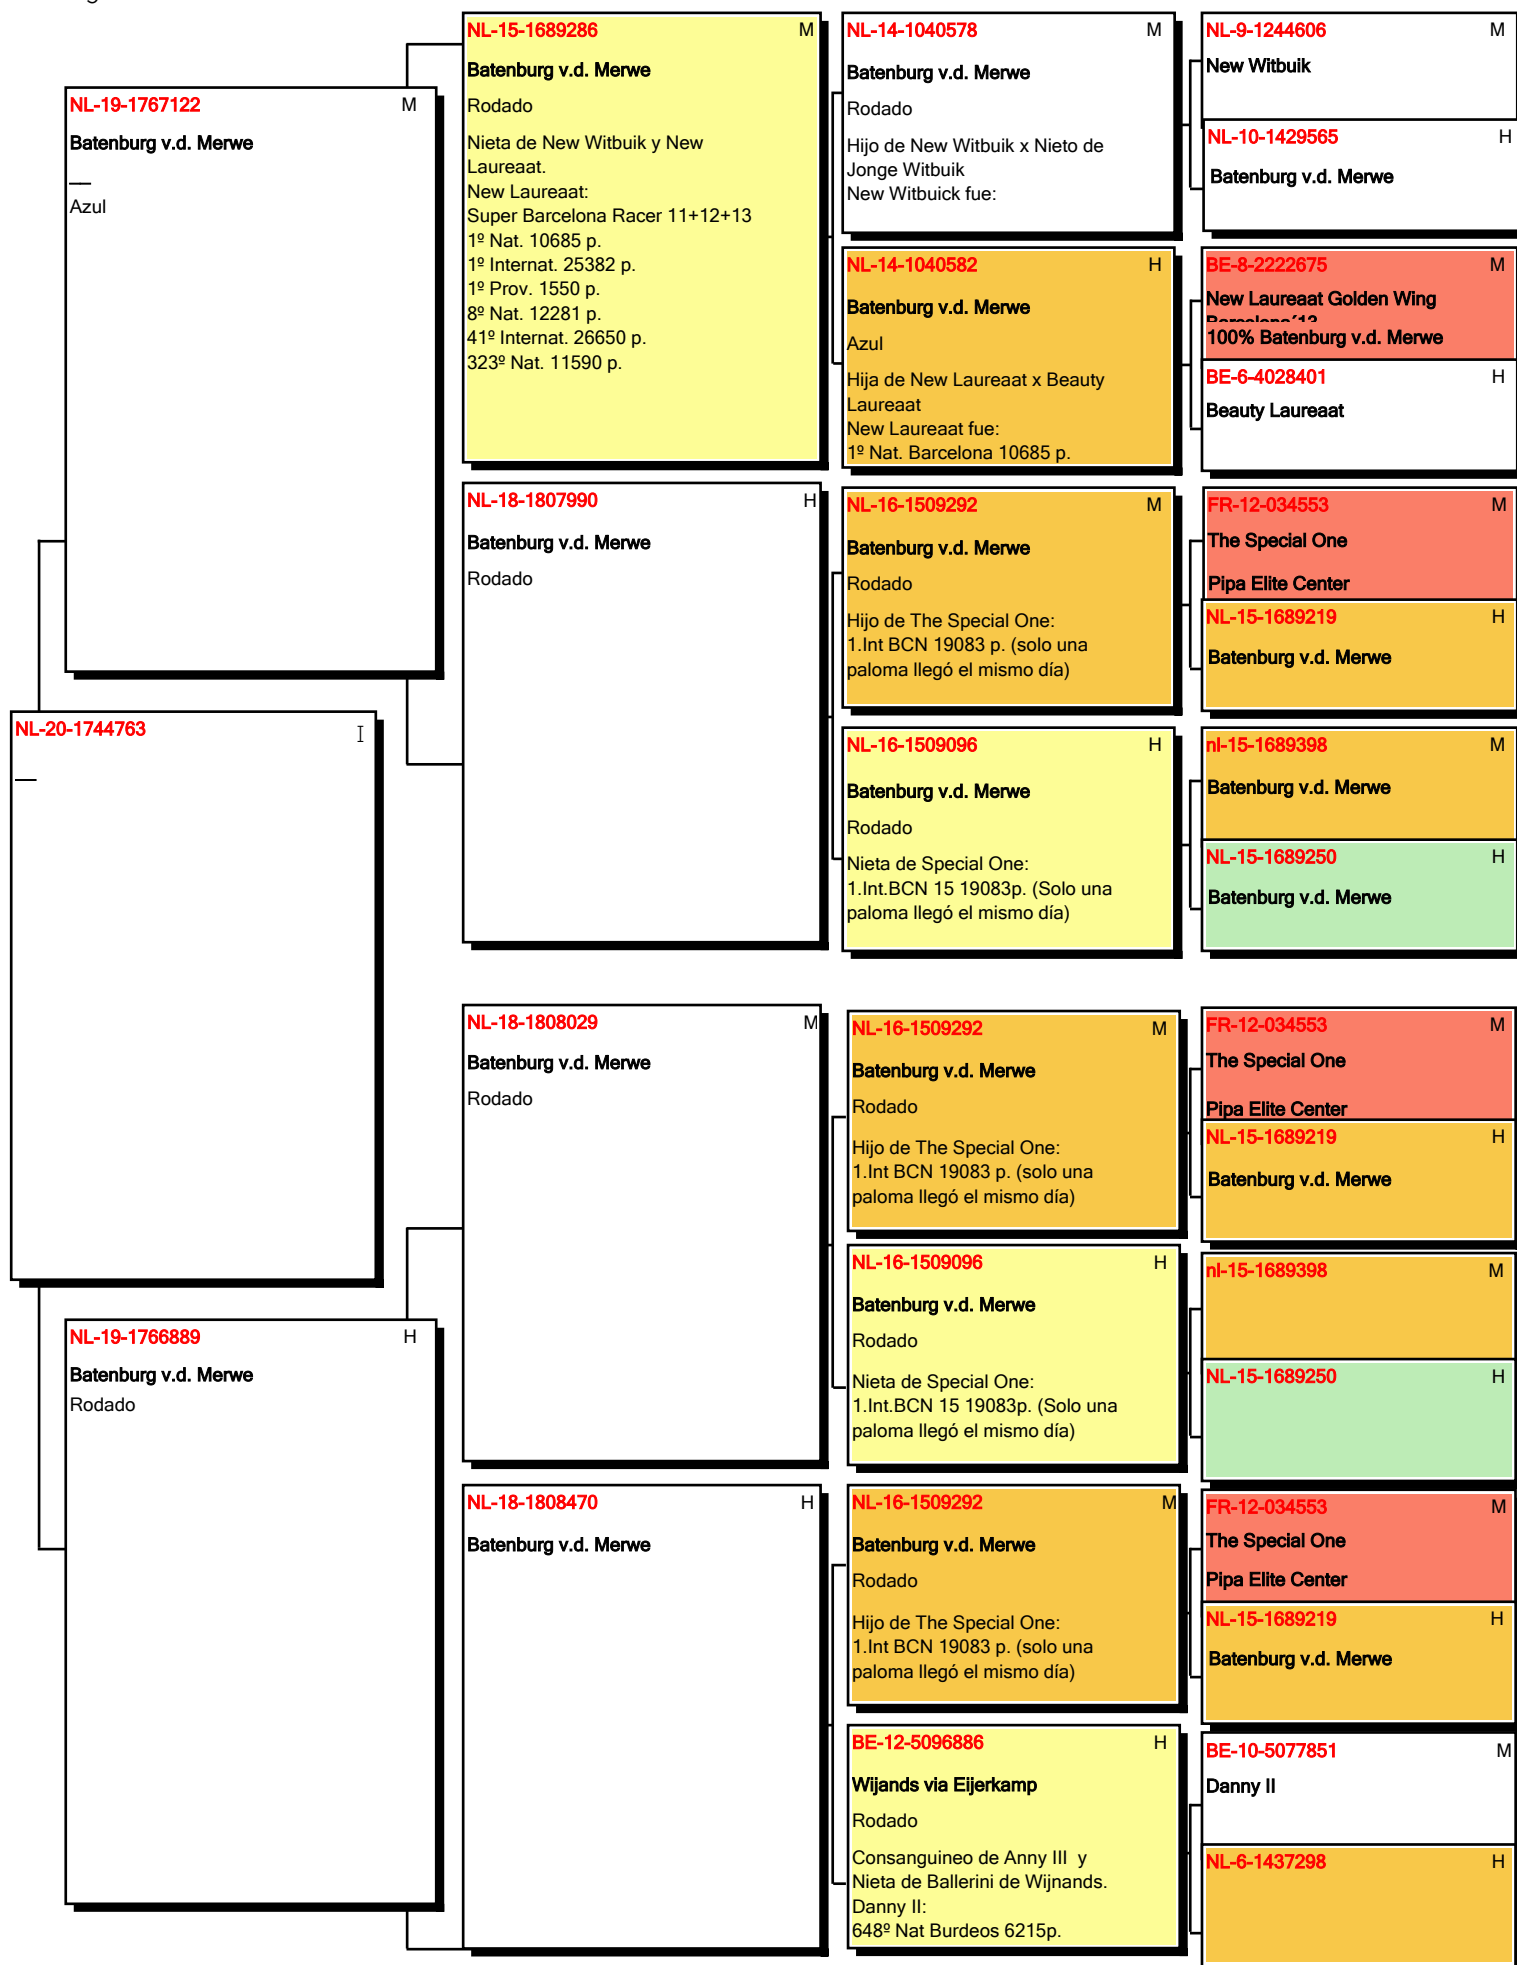 NL-20-1744763 I
__
NL-19-1767122 M
Batenburg v.d. Merwe
__
Azul
NL-19-1766889 H
Batenburg v.d. Merwe
Rodado
NL-15-1689286 M
Batenburg v.d. Merwe
Rodado
Nieta de New Witbuik y New
Laureaat.
New Laureaat:
Super Barcelona Racer 11+12+13
1º Nat. 10685 p.
1º Internat. 25382 p.
1º Prov. 1550 p.
8º Nat. 12281 p.
41º Internat. 26650 p.
323º Nat. 11590 p.
NL-18-1807990 H
Batenburg v.d. Merwe
Rodado
NL-18-1808029 M
Batenburg v.d. Merwe
Rodado
NL-18-1808470 H
Batenburg v.d. Merwe
NL-14-1040578 M
Batenburg v.d. Merwe
Rodado
Hijo de New Witbuik x Nieto de
Jonge Witbuik
New Witbuick fue:
NL-14-1040582 H
Batenburg v.d. Merwe
Azul
Hija de New Laureaat x Beauty
Laureaat
New Laureaat fue:
1º Nat. Barcelona 10685 p.
NL-16-1509292 M
Batenburg v.d. Merwe
Rodado
Hijo de The Special One:
1.Int BCN 19083 p. (solo una
paloma llegó el mismo día)
NL-16-1509096 H
Batenburg v.d. Merwe
Rodado
Nieta de Special One:
1.Int.BCN 15 19083p. (Solo una
paloma llegó el mismo día)
NL-16-1509292 M
Batenburg v.d. Merwe
Rodado
Hijo de The Special One:
1.Int BCN 19083 p. (solo una
paloma llegó el mismo día)
NL-16-1509096 H
Batenburg v.d. Merwe
Rodado
Nieta de Special One:
1.Int.BCN 15 19083p. (Solo una
paloma llegó el mismo día)
NL-16-1509292 M
Batenburg v.d. Merwe
Rodado
Hijo de The Special One:
1.Int BCN 19083 p. (solo una
paloma llegó el mismo día)
BE-12-5096886 H
Wijands via Eijerkamp
Rodado
Consanguineo de Anny III y
Nieta de Ballerini de Wijnands.
Danny II:
648º Nat Burdeos 6215p.
NL-9-1244606 M
New Witbuik
NL-10-1429565 H
Batenburg v.d. Merwe
BE-8-2222675 M
New Laureaat Golden Wing
Barcelona´13
100% Batenburg v.d. Merwe
BE-6-4028401 H
Beauty Laureaat
FR-12-034553 M
The Special One
Pipa Elite Center
NL-15-1689219 H
Batenburg v.d. Merwe
nl-15-1689398 M
Batenburg v.d. Merwe
NL-15-1689250 H
Batenburg v.d. Merwe
FR-12-034553 M
The Special One
Pipa Elite Center
NL-15-1689219 H
Batenburg v.d. Merwe
nl-15-1689398 M
NL-15-1689250 H
FR-12-034553 M
The Special One
Pipa Elite Center
NL-15-1689219 H
Batenburg v.d. Merwe
BE-10-5077851 M
Danny II
NL-6-1437298 H